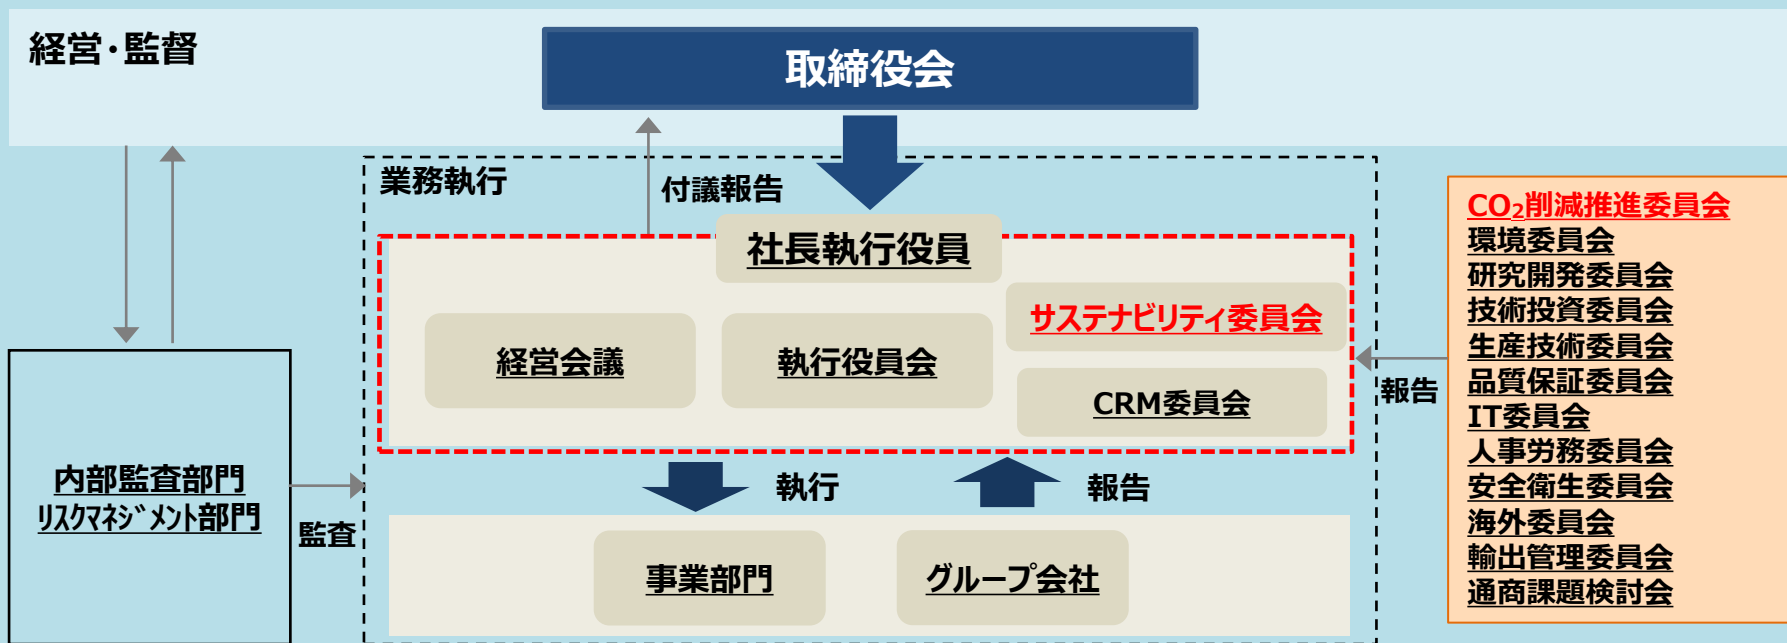 経営・監督
取締役会
業務執行
付議報告
社長執行役員
サステナビリティ委員会
経営会議
執行役員会
CRM委員会
執行
報告
事業部門
グループ会社
内部監査部門
リスクマネジメント部門
監査
報告
CO₂削減推進委員会
環境委員会
研究開発委員会
技術投資委員会
生産技術委員会
品質保証委員会
IT委員会
人事労務委員会
安全衛生委員会
海外委員会
輸出管理委員会
通商課題検討会